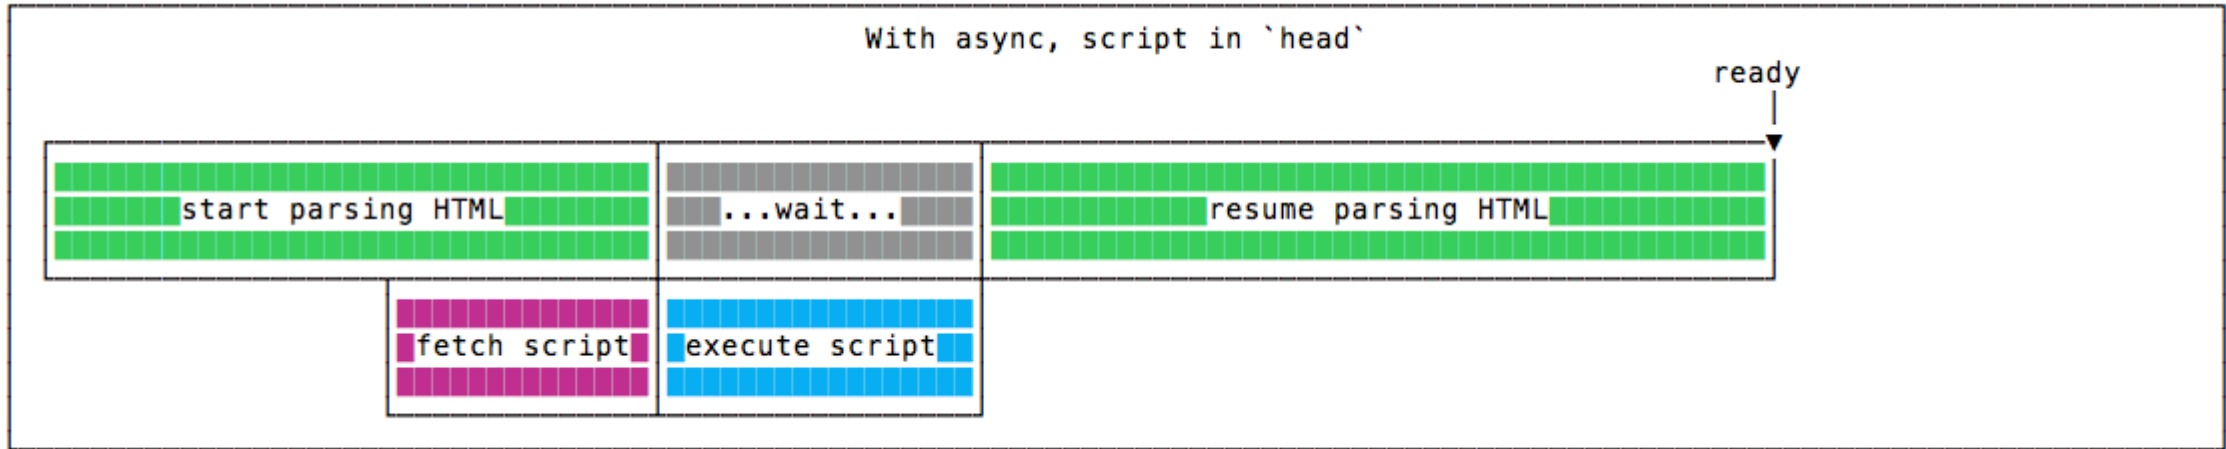 With async, script in `head`
ready
start parsing HTML
...wait...
resume parsing HTML
fetch script
execute script